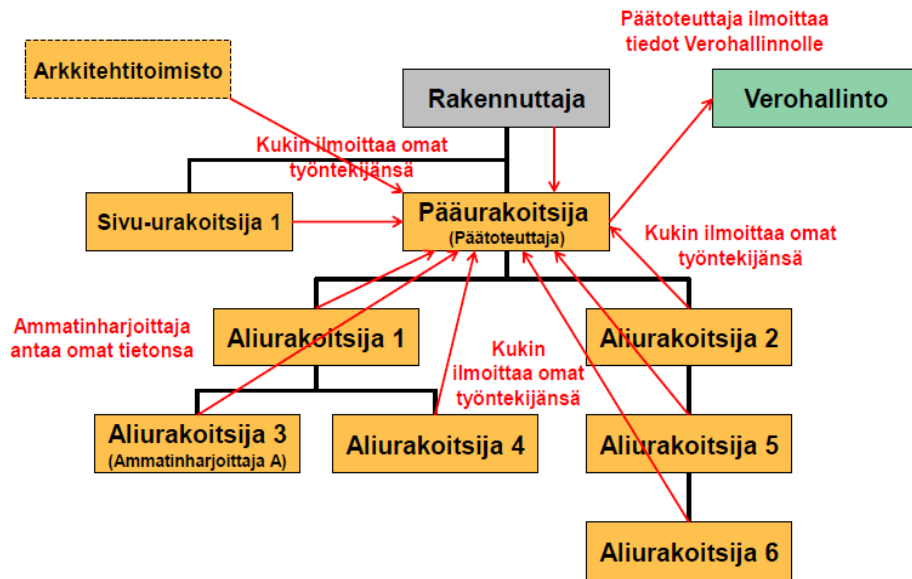 Päätoteuttaja ilmoittaa
tiedot Verohallinnolle
Arkkitehtitoimisto
Rakennuttaja
Verohallinto
Kukin ilmoittaa omat
työntekijänsä
Sivu-urakoitsija 1
Pääurakoitsija
(Päätoteuttaja)
Kukin ilmoittaa omat
työntekijänsä
Ammatinharjoittaja
antaa omat tietonsa
Aliurakoitsija 1
Aliurakoitsija 2
Kukin
ilmoittaa omat
työntekijänsä
Aliurakoitsija 3
(Ammatinharjoittaja A)
Aliurakoitsija 4
Aliurakoitsija 5
Aliurakoitsija 6